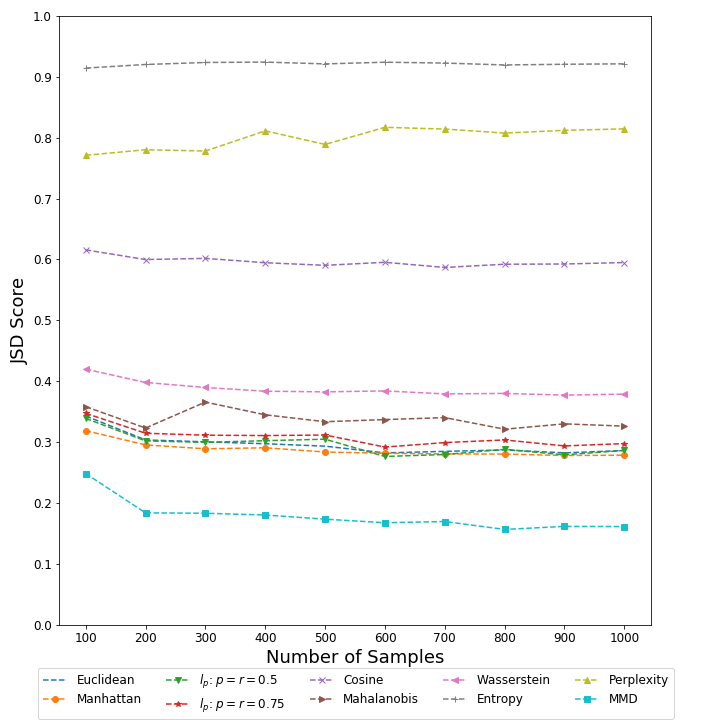 1.0
0.9
0.8
0.7
0.6
0.5
0.4
0.3
0.2
0.1
0.0
JSD Score
100 200 300 400 500 600 700 800 900 1000
Number of Samples
Euclidean l_p: p = r = 0.5 Cosine Wasserstein Perplexity
Manhattan l_p: p = r = 0.75 Mahalanobis Entropy MMD